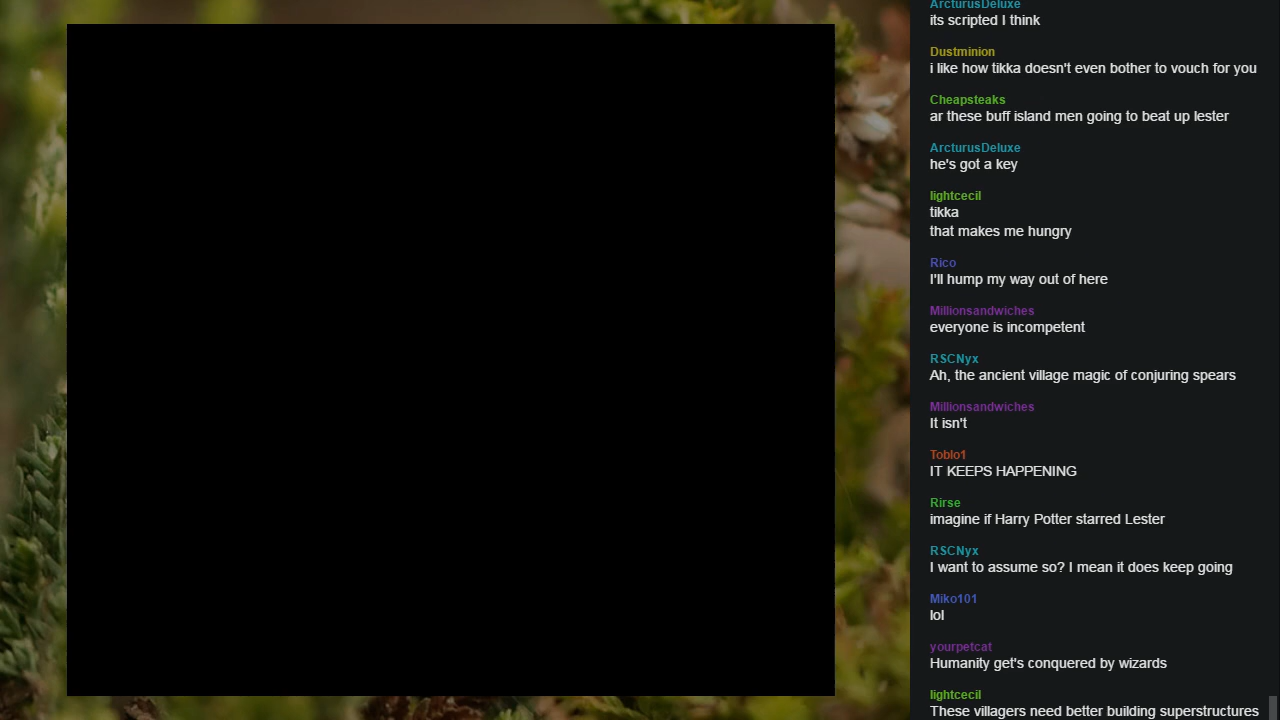 ArcturusDeluxe
its scripted I think
Dustminion
i like how tikka doesn't even bother to vouch for you
Cheapsteaks
ar these buff island men going to beat up lester
ArcturusDeluxe
he's got a key
lightcecil
tikka
that makes me hungry
Rico
I'll hump my way out of here
Millionsandwiches
everyone is incompetent
RSCNyx
Ah, the ancient village magic of conjuring spears
Millionsandwiches
It isn't
Toblo1
IT KEEPS HAPPENING
Rirse
imagine if Harry Potter starred Lester
RSCNyx
I want to assume so? I mean it does keep going
Miko101
lol
yourpetcat
Humanity get's conquered by wizards
lightcecil
These villagers need better building superstructures